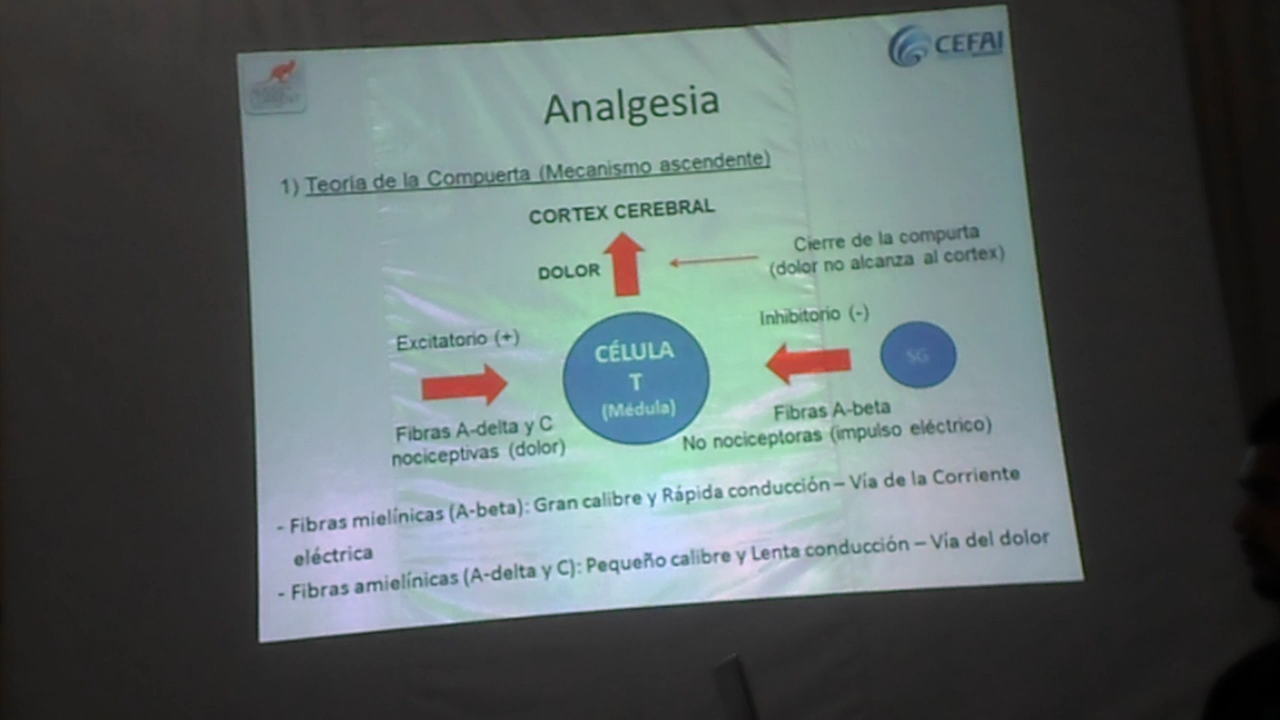 CEFAI
Analgesia
1) Teoría de la Compuerta (Mecanismo ascendente)
CORTEX CEREBRAL
DOLOR
Cierre de la compurta
(dolor no alcanza al cortex)
Excitatorio (+)
Inhibitorio (-)
CÉLULA
T
(Médula)
SG
Fibras A-delta y C
nociceptivas (dolor)
Fibras A-beta
No nociceptoras (impulso eléctrico)
- Fibras mielínicas (A-beta): Gran calibre y Rápida conducción – Vía de la Corriente
eléctrica
- Fibras amielínicas (A-delta y C): Pequeño calibre y Lenta conducción – Vía del dolor